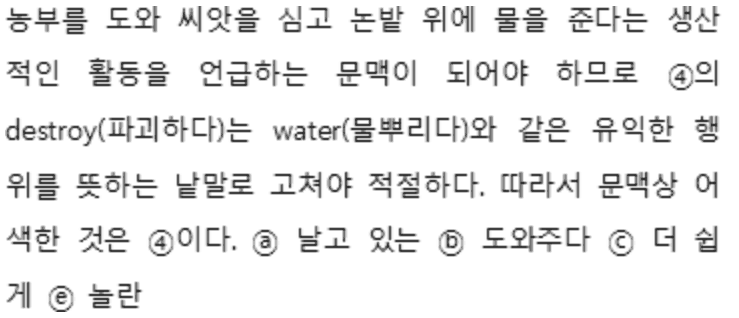 농부를 도와 씨앗을 심고 논밭 위에 물을 준다는 생산
적인 활동을 언급하는 문맥이 되어야 하므로 ④의
destroy(파괴하다)는 water(물뿌리다)와 같은 유익한 행
위를 뜻하는 낱말로 고쳐야 적절하다. 따라서 문맥상 어
색한 것은 ④이다. ⓐ 날고 있는 ⓑ 도와주다 ⓒ 더 쉽
게 ⓔ 놀란